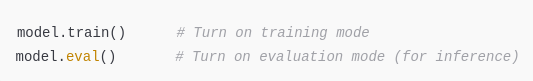 model.train()      # Turn on training mode
model.eval()       # Turn on evaluation mode (for inference)